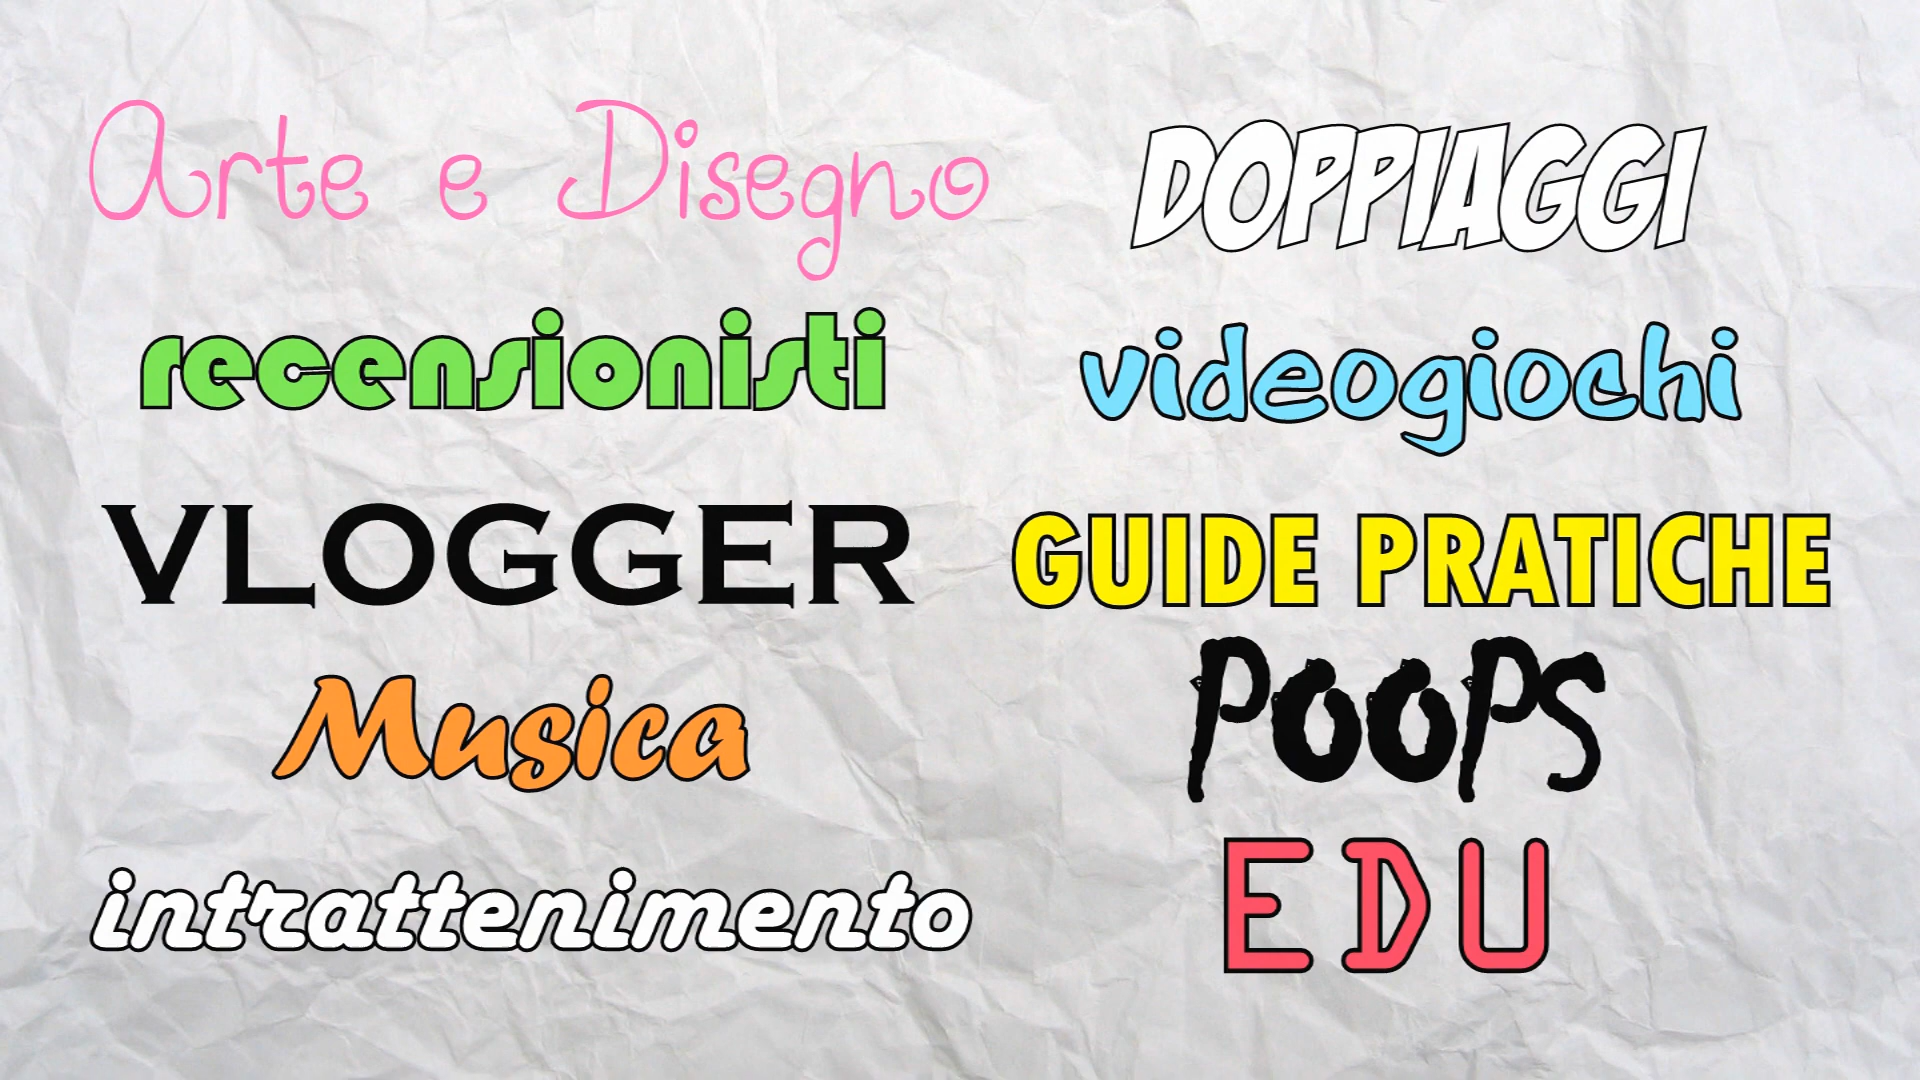 Arte e Disegno
recensionisti
VLOGGER
Musica
intrattenimento
DOPPIAGGI
videogiochi
GUIDE PRATICHE
POOPS
EDU